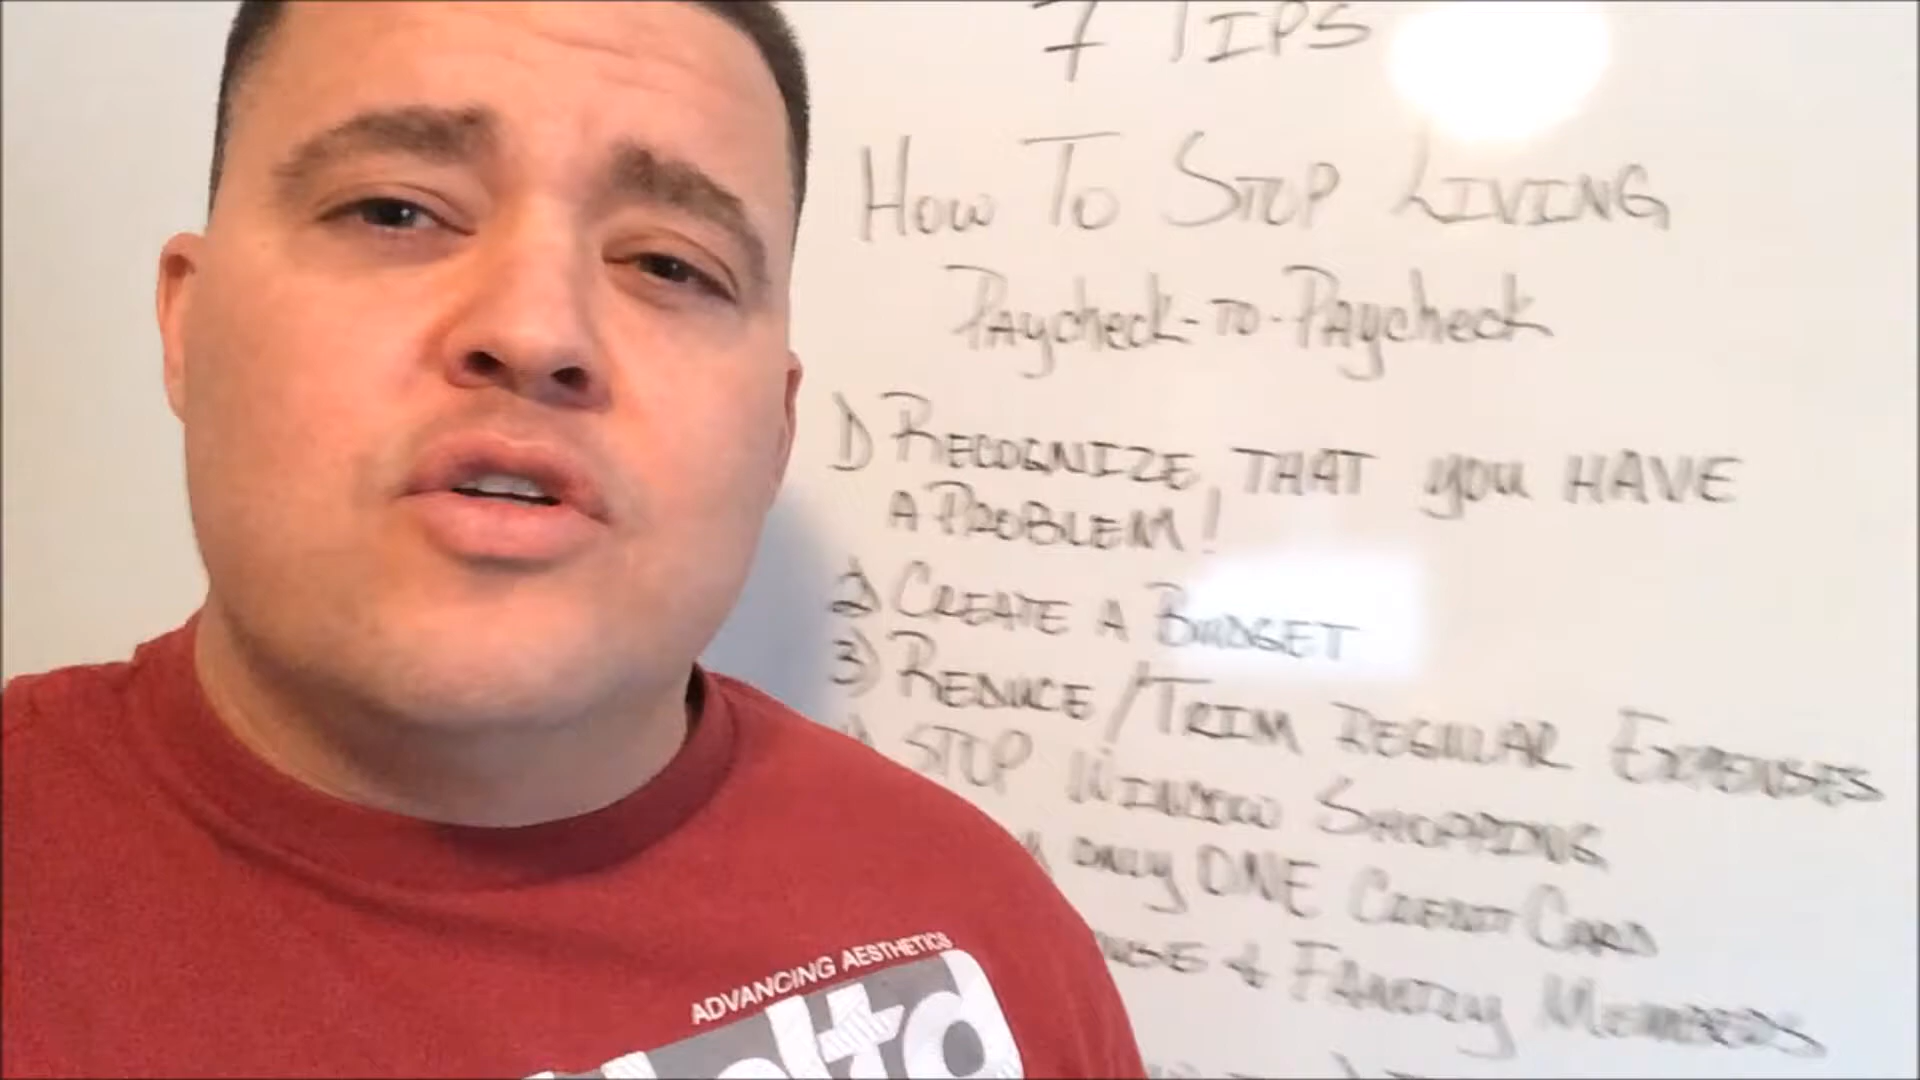 7 TIPS
HOW TO STOP LIVING
PAycheck-TO-PAycheck
1) RECOGNIZE THAT you HAVE
A PROBLEM!
2) CREATE A BUDGET
3) REDUCE/TRIM REGULAR EXPENSES
STOP WINDOW SHOPPING
only ONE CREDIT CARD
& FAMILY MEMBERS
ADVANCING AESTHETICS